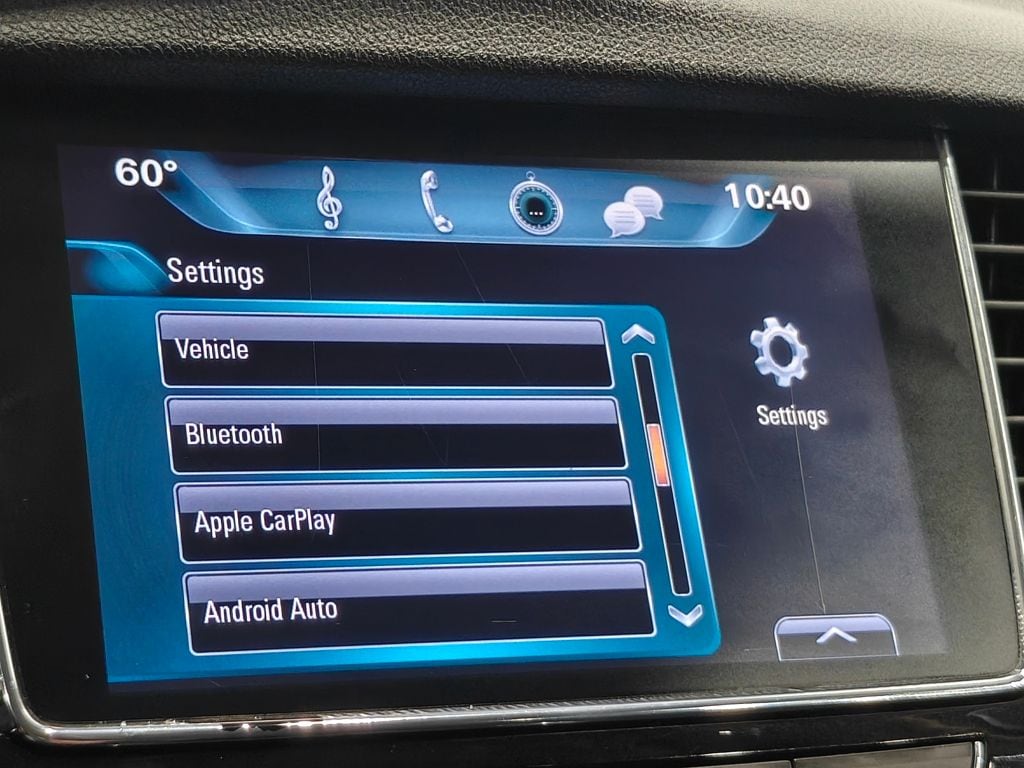 60°
10:40
Settings
Vehicle
Bluetooth
Apple CarPlay
Android Auto
Settings